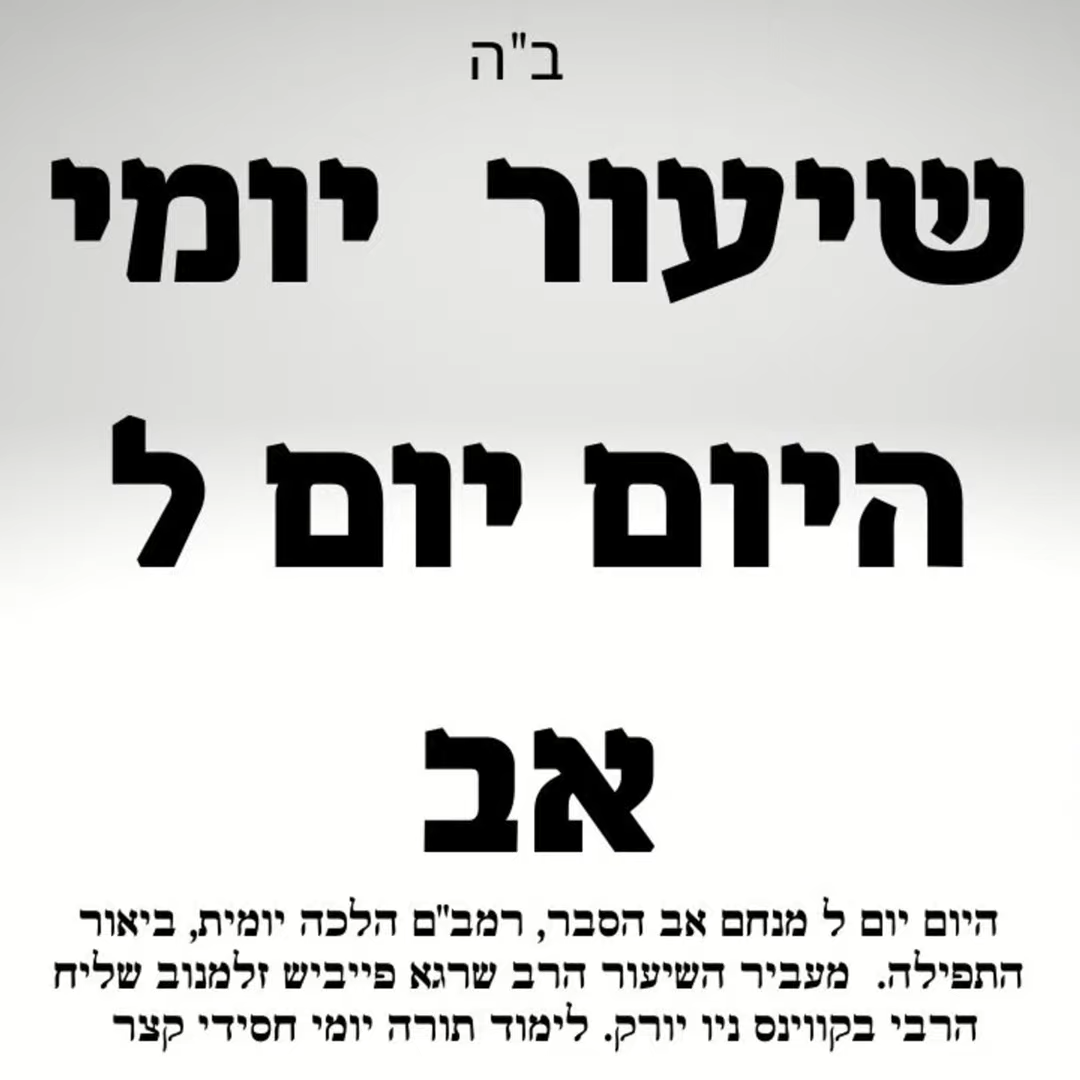 ב"ה
שיעור יומי
היום יום ל
אב
היום יום ל מנחם אב הסבר, רמב"ם הלכה יומית, ביאור
התפילה. מעביר השיעור הרב שרגא פייביש זלמנוב שליח
הרבי בקווינס ניו יורק. לימוד תורה יומי חסידי קצר